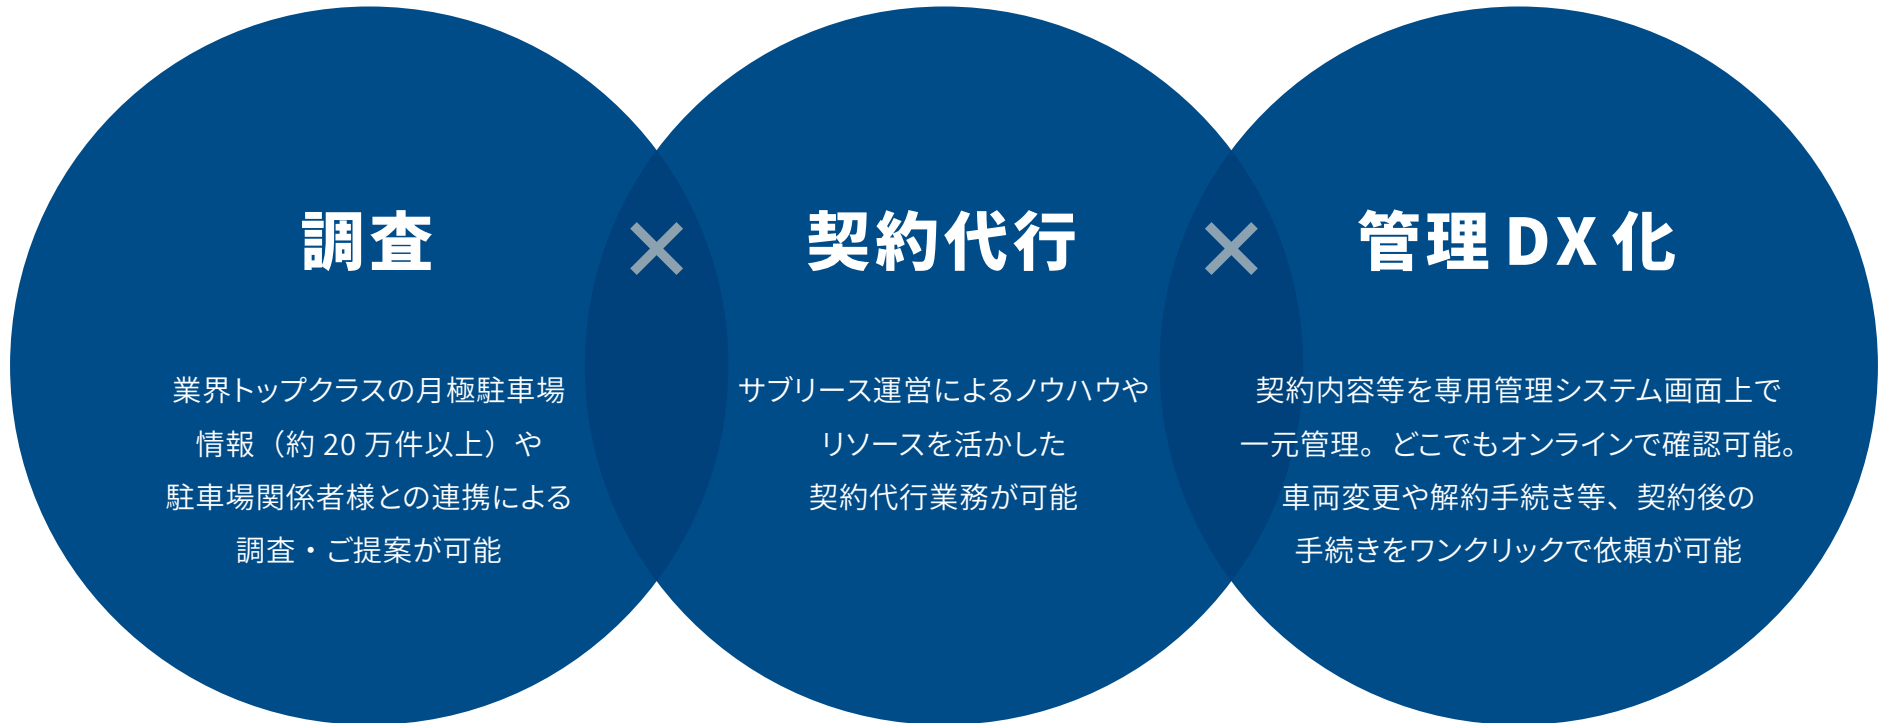 調査
×
契約代行
×
管理DX化
業界トップクラスの月極駐車場
情報（約20万件以上）や
駐車場関係者様との連携による
調査・ご提案が可能
サブリース運営によるノウハウや
リソースを活かした
契約代行業務が可能
契約内容等を専用管理システム画面上で
一元管理。どこでもオンラインで確認可能。
車両変更や解約手続き等、契約後の
手続きをワンクリックで依頼が可能